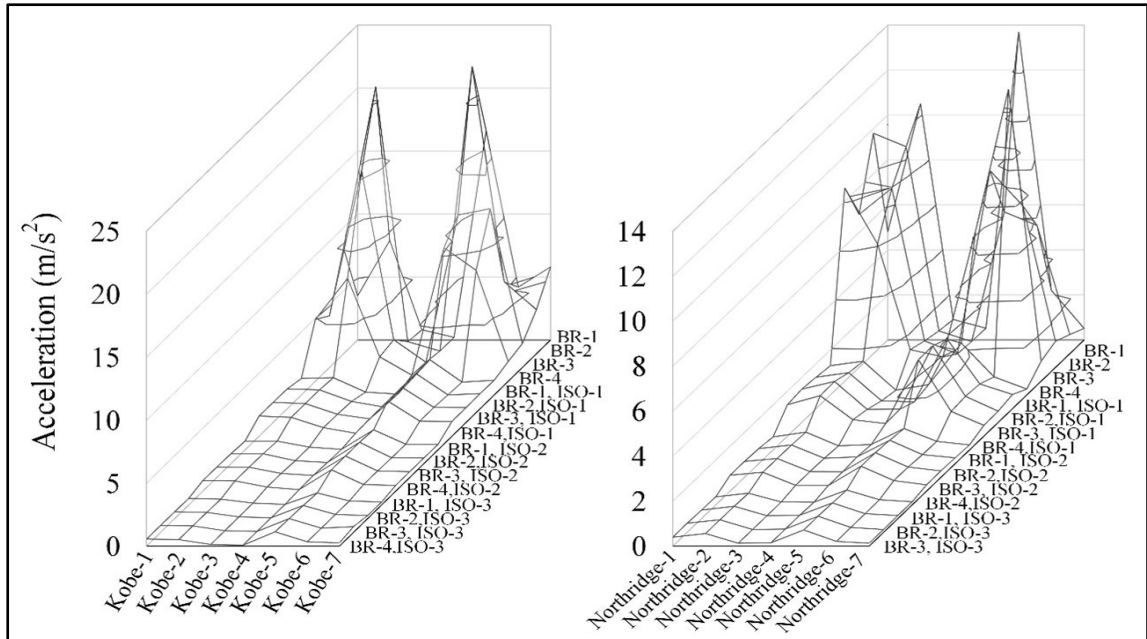 Acceleration (m/s²)
25
20
15
10
5
0
Kobe-1
Kobe-2
Kobe-3
Kobe-4
Kobe-5
Kobe-6
Kobe-7
BR-1
BR-2
BR-3
BR-4
BR-1, ISO-1
BR-2,ISO-1
BR-3, ISO-1
BR-4,ISO-1
BR-1, ISO-2
BR-2,ISO-2
BR-3, ISO-2
BR-4,ISO-2
BR-1, ISO-3
BR-2,ISO-3
BR-3, ISO-3
BR-4,ISO-3
14
12
10
8
6
4
2
0
Northridge-1
Northridge-2
Northridge-3
Northridge-4
Northridge-5
Northridge-6
Northridge-7
BR-1
BR-2
BR-3
BR-4
BR-1, ISO-1
BR-2,ISO-1
BR-3, ISO-1
BR-4,ISO-1
BR-1, ISO-2
BR-2,ISO-2
BR-3, ISO-2
BR-4,ISO-2
BR-1, ISO-3
BR-2,ISO-3
BR-3, ISO-3